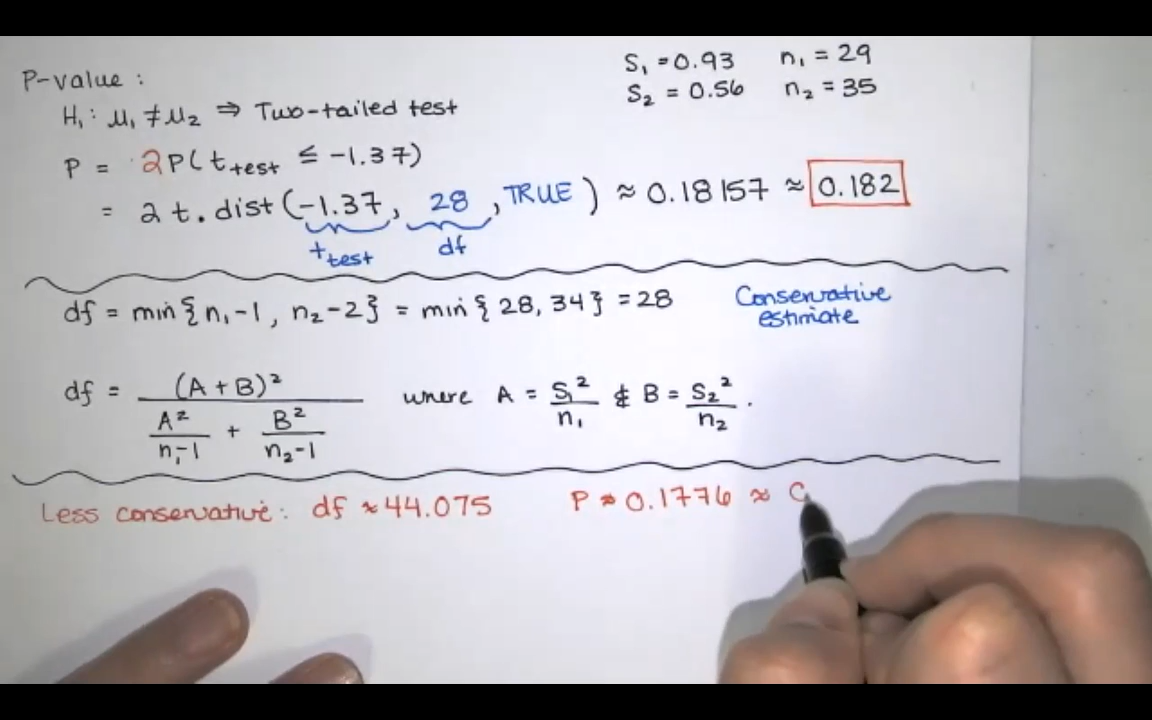 P-value:
H₁: μ₁ ≠ μ₂ ⇒ Two-tailed test
S₁ = 0.93 n₁ = 29
S₂ = 0.56 n₂ = 35
P = 2P(t_test ≤ -1.37)
= 2 t.dist(-1.37, 28, TRUE) ≈ 0.18157 ≈ 0.182
t_test df
df = min{n₁-1, n₂-2} = min{28, 34} = 28 Conservative estimate
df = (A+B)² / (A²/(n₁-1) + B²/(n₂-1)) where A = S₁²/n₁ & B = S₂²/n₂.
Less conservative: df ≈ 44.075 P ≈ 0.1776 ≈